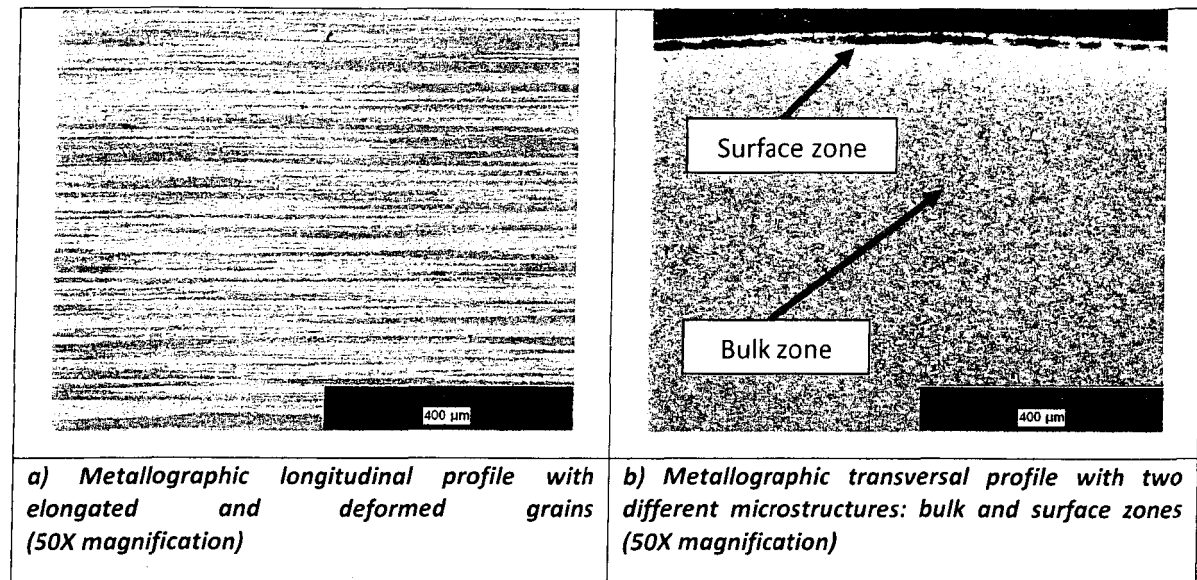 400 µm
Surface zone
Bulk zone
400 µm
a) Metallographic longitudinal profile with
elongated and deformed grains
(50X magnification)
b) Metallographic transversal profile with two
different microstructures: bulk and surface zones
(50X magnification)